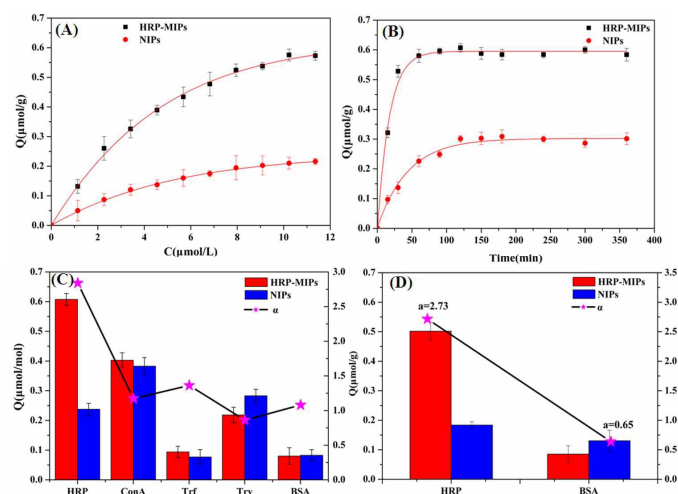 (A)
HRP-MIPs
NIPs
Q(µmol/g)
0.7
0.6
0.5
0.4
0.3
0.2
0.1
0.0
0 2 4 6 8 10 12
C(µmol/L)
(B)
HRP-MIPs
NIPs
Q(µmol/g)
0.7
0.6
0.5
0.4
0.3
0.2
0.1
0.0
0 50 100 150 200 250 300 350 400
Time(min)
(C)
HRP-MIPs
NIPs
α
Q(µmol/mol)
0.7
0.6
0.5
0.4
0.3
0.2
0.1
0.0
3.0
2.5
2.0
1.5
1.0
0.5
0.0
HRP ConA Trf Try BSA
(D)
HRP-MIPs
NIPs
α
a=2.73
a=0.65
Q(µmol/g)
0.7
0.6
0.5
0.4
0.3
0.2
0.1
0.0
3.5
3.0
2.5
2.0
1.5
1.0
0.5
0.0
HRP BSA